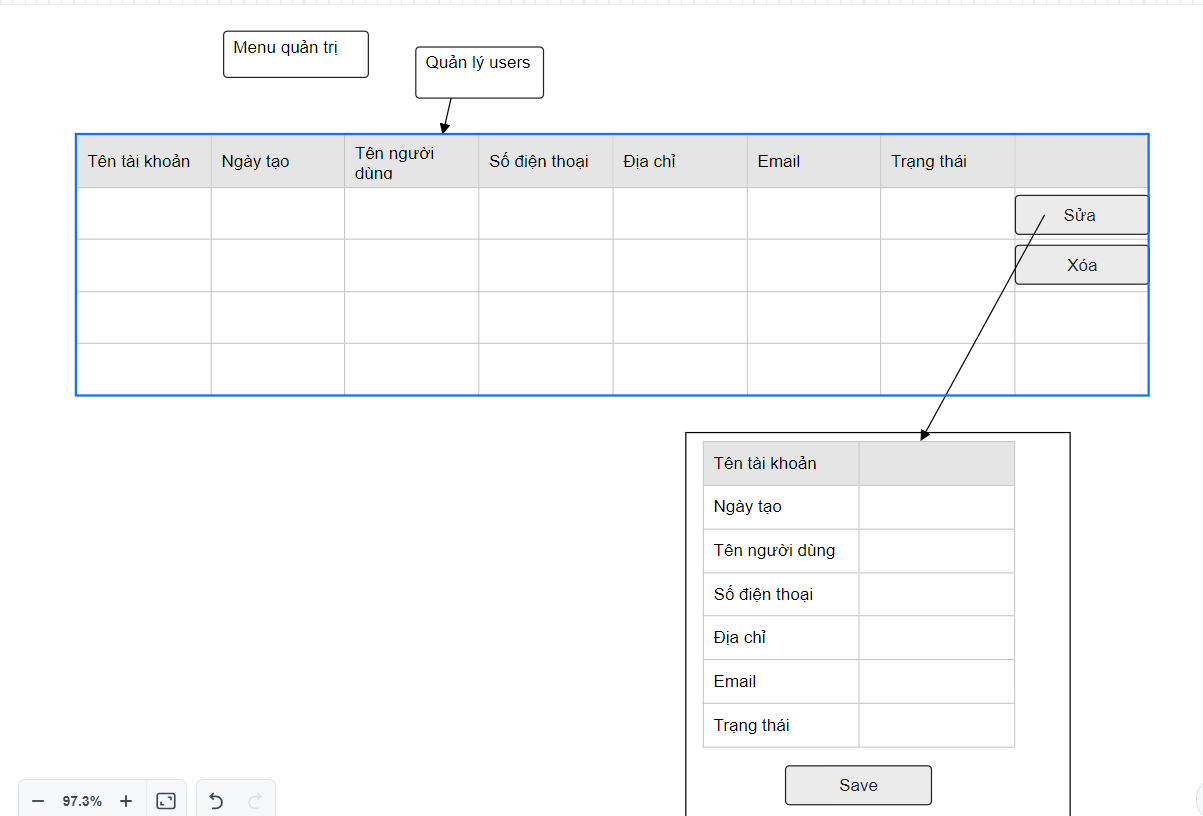 Menu quản trị
Quản lý users
Tên tài khoản
Ngày tạo
Tên người
dùng
Số điện thoại
Địa chỉ
Email
Trạng thái
Sửa
Xóa
Tên tài khoản
Ngày tạo
Tên người dùng
Số điện thoại
Địa chỉ
Email
Trạng thái
Save
97.3%